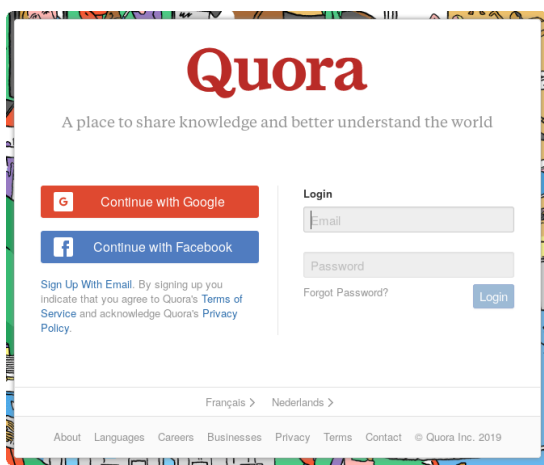 Quora
A place to share knowledge and better understand the world
G Continue with Google
f Continue with Facebook
Sign Up With Email. By signing up you
indicate that you agree to Quora's Terms of
Service and acknowledge Quora's Privacy
Policy.
Login
Email
Password
Forgot Password?
Login
Français
Nederlands
About Languages Careers Businesses Privacy Terms Contact © Quora Inc. 2019